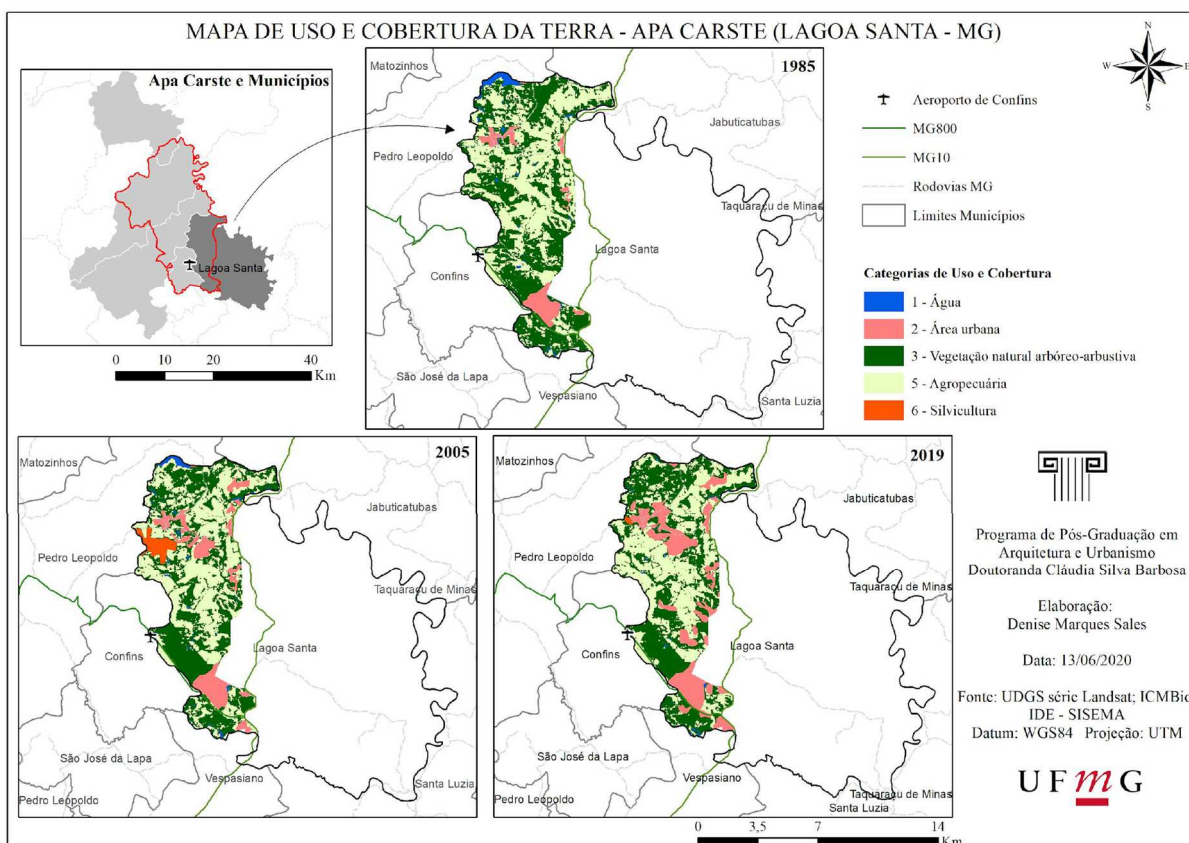 MAPA DE USO E COBERTURA DA TERRA - APA CARSTE (LAGOA SANTA - MG)
Apa Carste e Municípios
Lagoa Santa
0 10 20 40
Km
1985
Matozinhos
Jabuticatubas
Pedro Leopoldo
Taquaraçu de Minas
Lagoa Santa
Confins
São José da Lapa
Vespasiano
Santa Luzia
N
W E
S
Aeroporto de Confins
MG800
MG10
Rodovias MG
Limites Municípios
Categorias de Uso e Cobertura
1 - Água
2 - Área urbana
3 - Vegetação natural arbóreo-arbustiva
5 - Agropecuária
6 - Silvicultura
2005
Matozinhos
Jabuticatubas
Pedro Leopoldo
Taquaraçu de Minas
Lagoa Santa
Confins
São José da Lapa
Vespasiano
Santa Luzia
Pedro Leopoldo
2019
Matozinhos
Jabuticatubas
Pedro Leopoldo
Taquaraçu de Minas
Lagoa Santa
Confins
São José da Lapa
Vespasiano
Pedro Leopoldo
Taquaraçu de Minas
Santa Luzia
0 3,5 7 14
Km
Programa de Pós-Graduação em
Arquitetura e Urbanismo
Doutoranda Cláudia Silva Barbosa
Elaboração:
Denise Marques Sales
Data: 13/06/2020
Fonte: UDGS série Landsat; ICMBio
IDE - SISEMA
Datum: WGS84 Projeção: UTM
UFmG